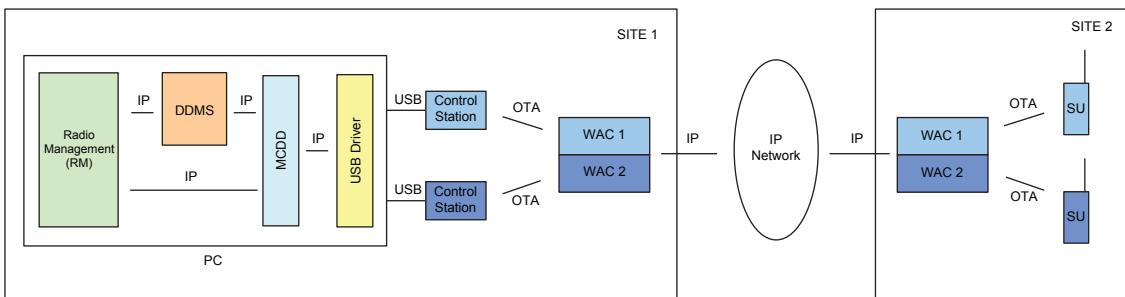 SITE 1
SITE 2
Radio
Management
(RM)
IP
DDMS
IP
IP
MCDD
IP
USB Driver
PC
USB
Control
Station
OTA
USB
Control
Station
OTA
WAC 1
WAC 2
IP
IP
Network
IP
WAC 1
WAC 2
OTA
SU
OTA
SU